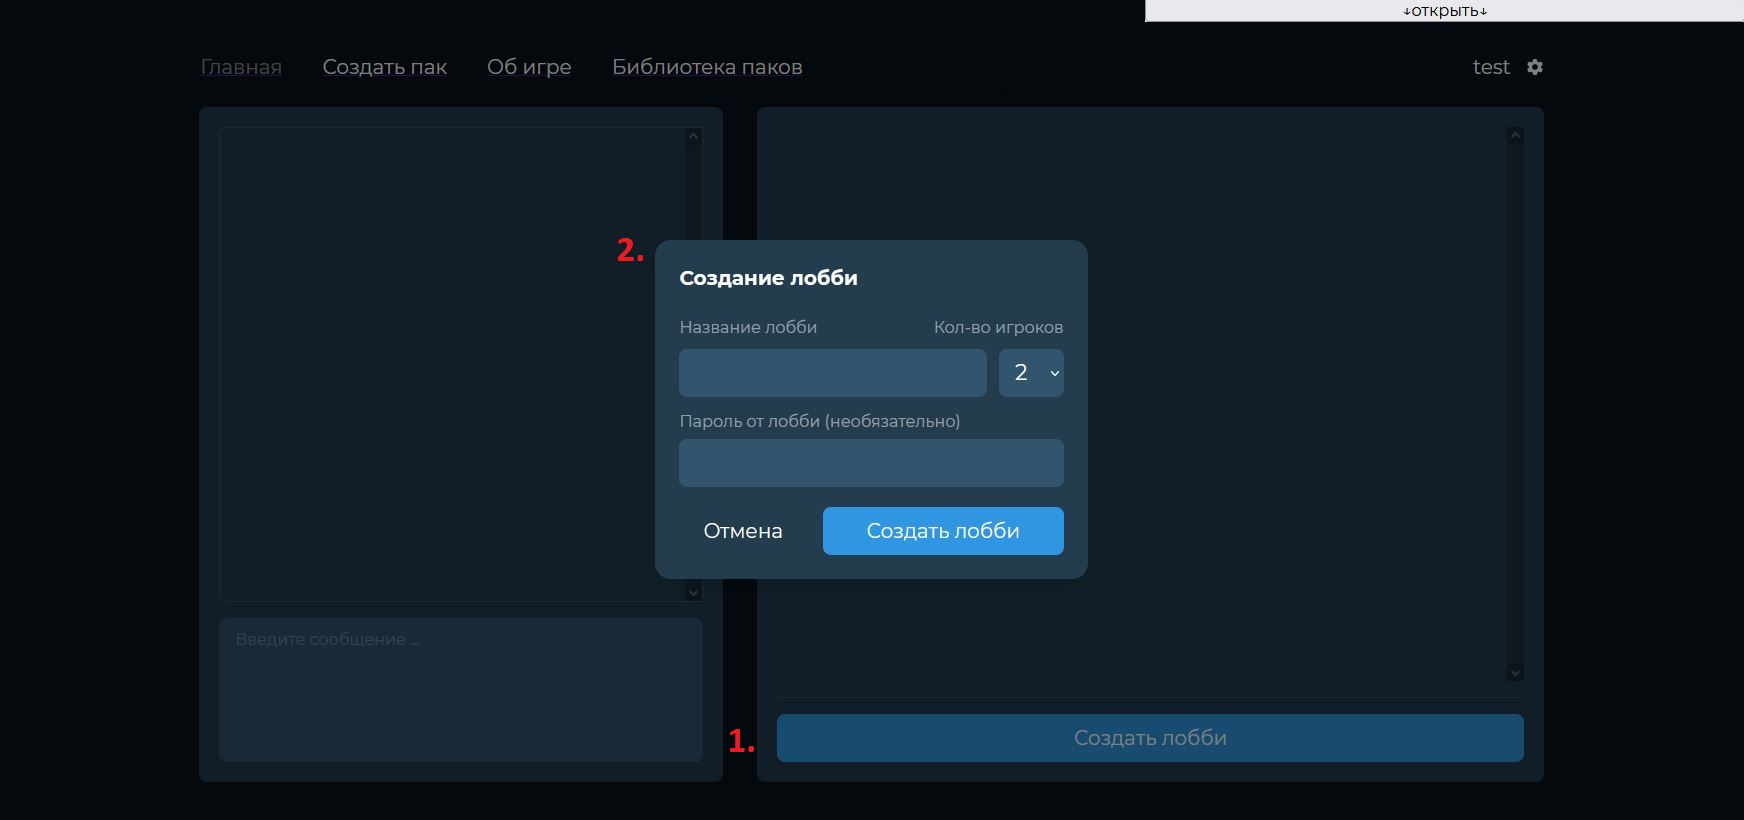 ↓открыть↓
Главная Создать пак Об игре Библиотека паков test
2.
Создание лобби
Название лобби Кол-во игроков
2
Пароль от лобби (необязательно)
Отмена Создать лобби
Введите сообщение ...
1.
Создать лобби